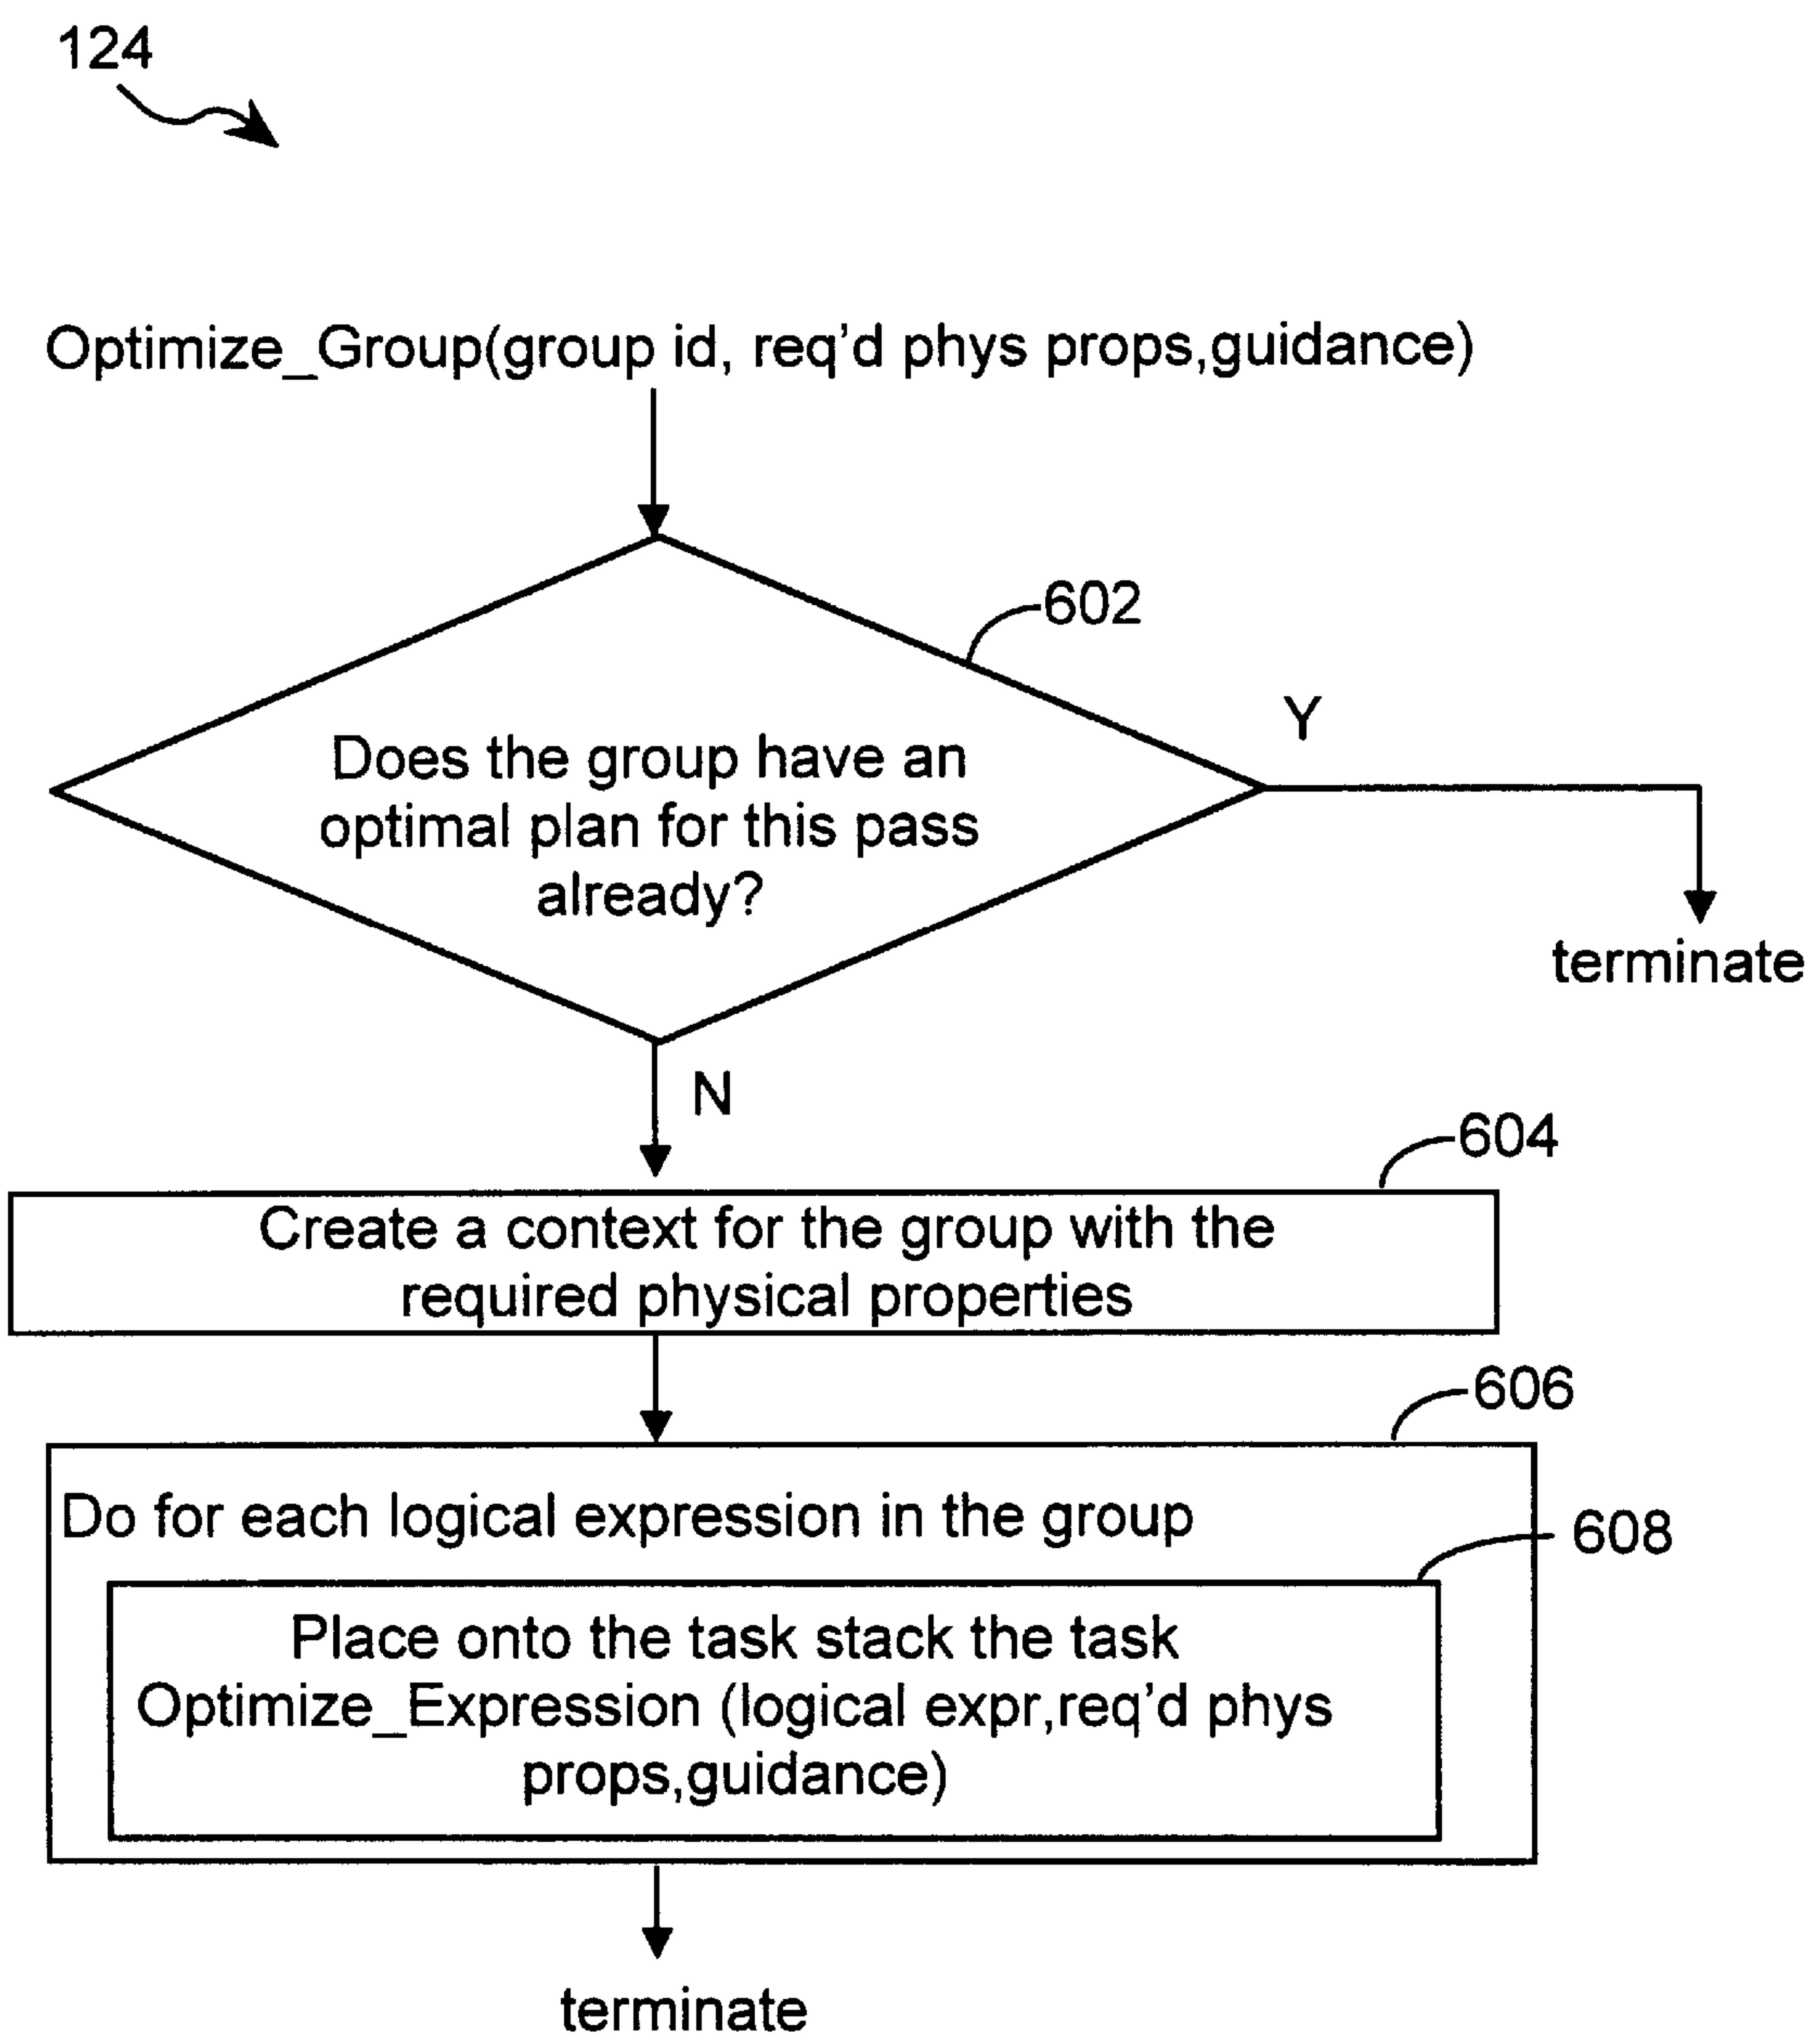 124
Optimize_Group(group id, req'd phys props,guidance)
602
Y
Does the group have an
optimal plan for this pass
already?
terminate
N
604
Create a context for the group with the
required physical properties
606
Do for each logical expression in the group
608
Place onto the task stack the task
Optimize_Expression (logical expr,req'd phys
props,guidance)
terminate